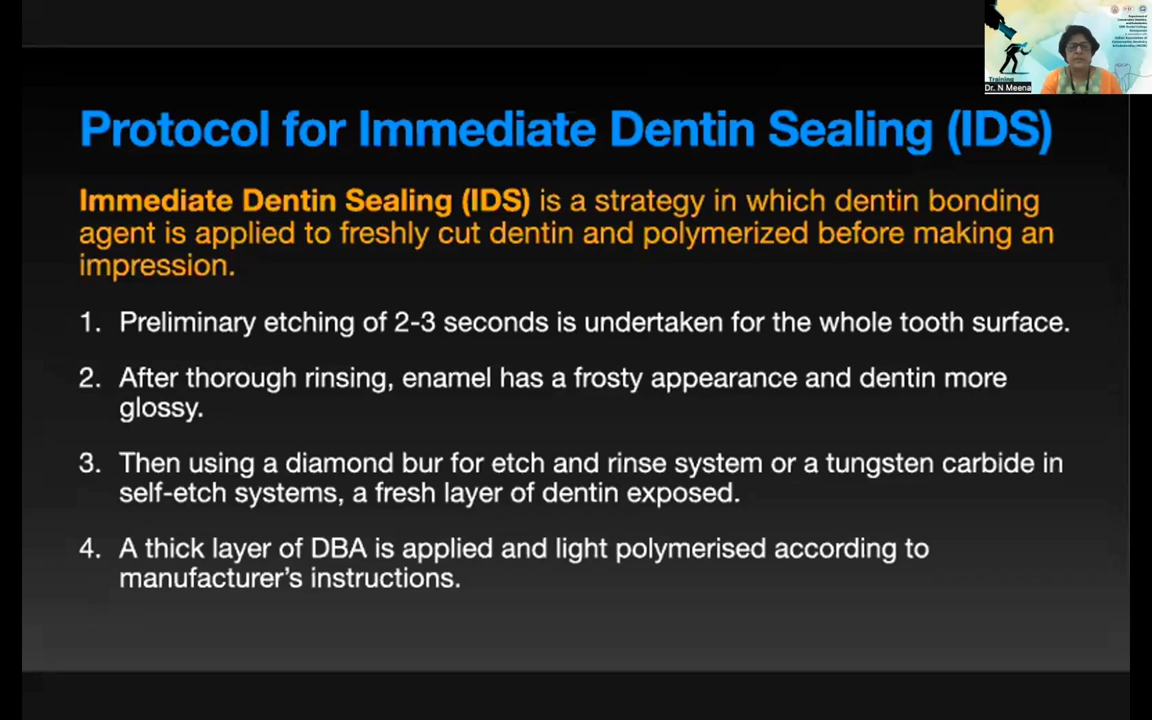 Protocol for Immediate Dentin Sealing (IDS)
Immediate Dentin Sealing (IDS) is a strategy in which dentin bonding
agent is applied to freshly cut dentin and polymerized before making an
impression.
1. Preliminary etching of 2-3 seconds is undertaken for the whole tooth surface.
2. After thorough rinsing, enamel has a frosty appearance and dentin more
glossy.
3. Then using a diamond bur for etch and rinse system or a tungsten carbide in
self-etch systems, a fresh layer of dentin exposed.
4. A thick layer of DBA is applied and light polymerised according to
manufacturer’s instructions.
Training
Dr. N Meena